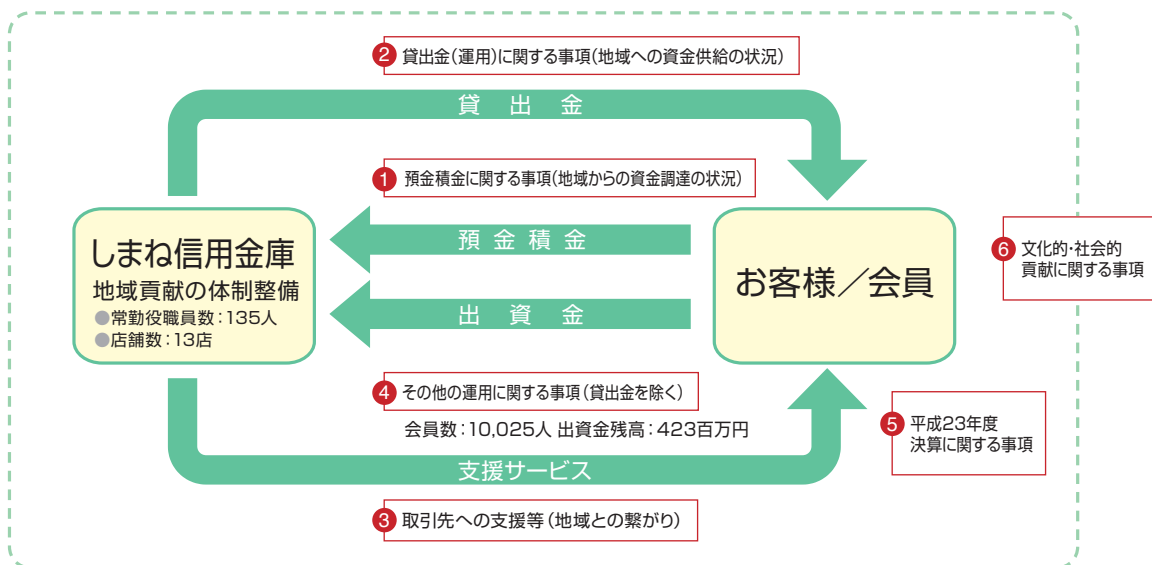 2 貸出金(運用)に関する事項(地域への資金供給の状況)
貸出金
1 預金積金に関する事項(地域からの資金調達の状況)
預金積金
しまね信用金庫
地域貢献の体制整備
●常勤役職員数:135人
●店舗数:13店
お客様/会員
6 文化的・社会的
貢献に関する事項
出資金
4 その他の運用に関する事項(貸出金を除く)
会員数:10,025人 出資金残高:423百万円
5 平成23年度
決算に関する事項
支援サービス
3 取引先への支援等(地域との繋がり)